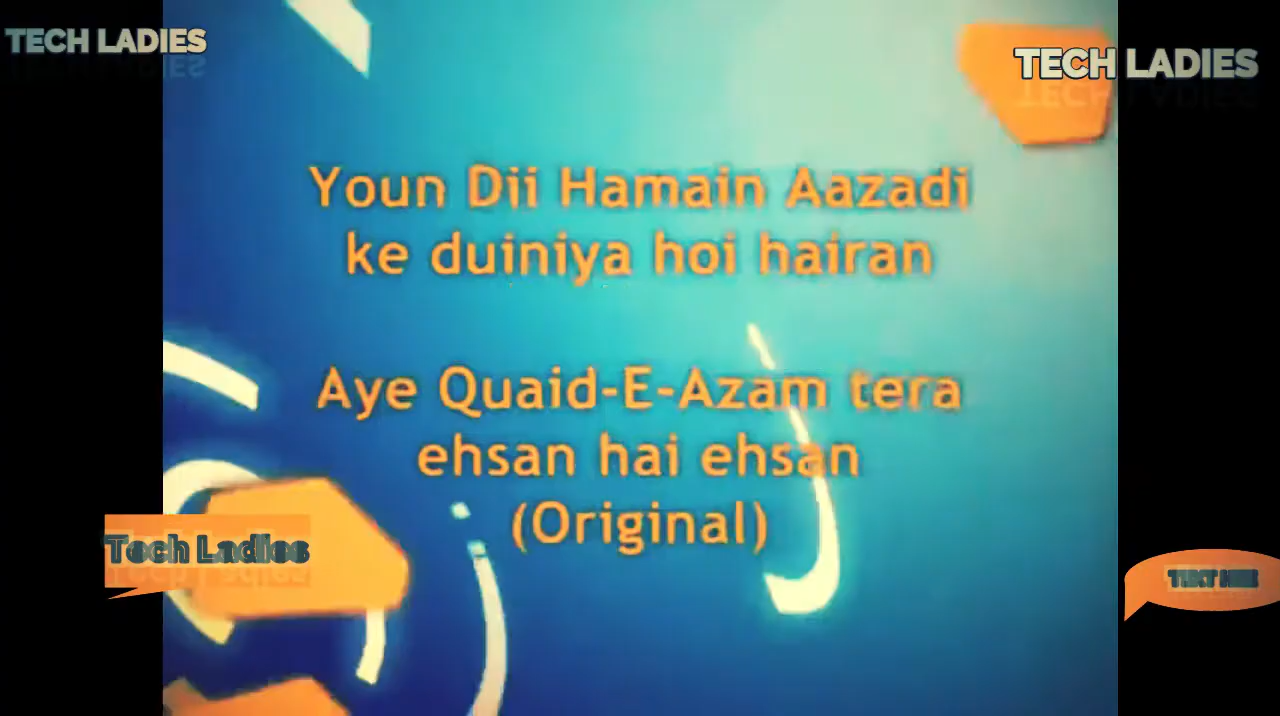 TECH LADIES
TECH LADIES
Youn Dii Hamain Aazadi
ke duiniya hoi hairan
Aye Quaid-E-Azam tera
ehsan hai ehsan
(Original)
Tech Ladies